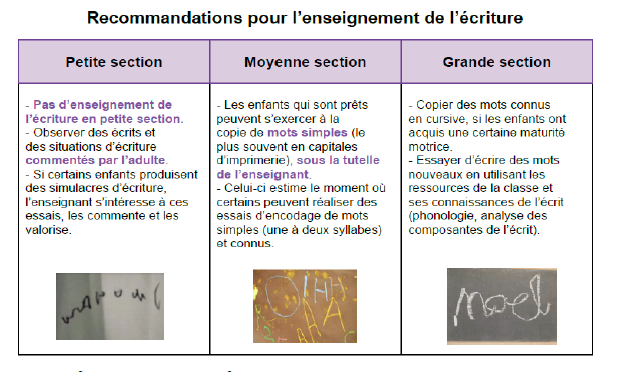 Recommandations pour l'enseignement de l'écriture
Petite section
- Pas d'enseignement de
l'écriture en petite section.
- Observer des écrits et
des situations d'écriture
commentés par l'adulte.
- Si certains enfants produisent
des simulacres d'écriture,
l'enseignant s'intéresse à ces
essais, les commente et les
valorise.
Moyenne section
- Les enfants qui sont prêts
peuvent s'exercer à la
copie de mots simples (le
plus souvent en capitales
d'imprimerie), sous la tutelle
de l'enseignant.
- Celui-ci estime le moment où
certains peuvent réaliser des
essais d'encodage de mots
simples (une à deux syllabes)
et connus.
Grande section
- Copier des mots connus
en cursive, si les enfants ont
acquis une certaine maturité
motrice.
- Essayer d'écrire des mots
nouveaux en utilisant les
ressources de la classe et
ses connaissances de l'écrit
(phonologie, analyse des
composantes de l'écrit).
noel